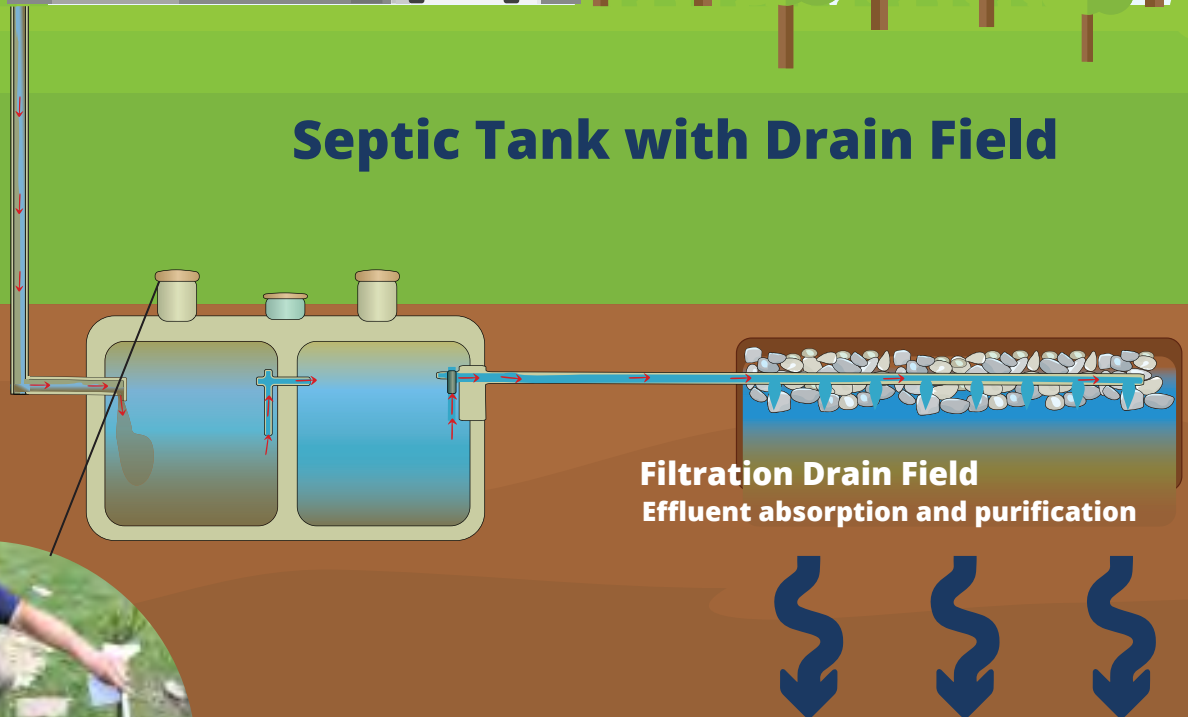 Septic Tank with Drain Field
Filtration Drain Field
Effluent absorption and purification